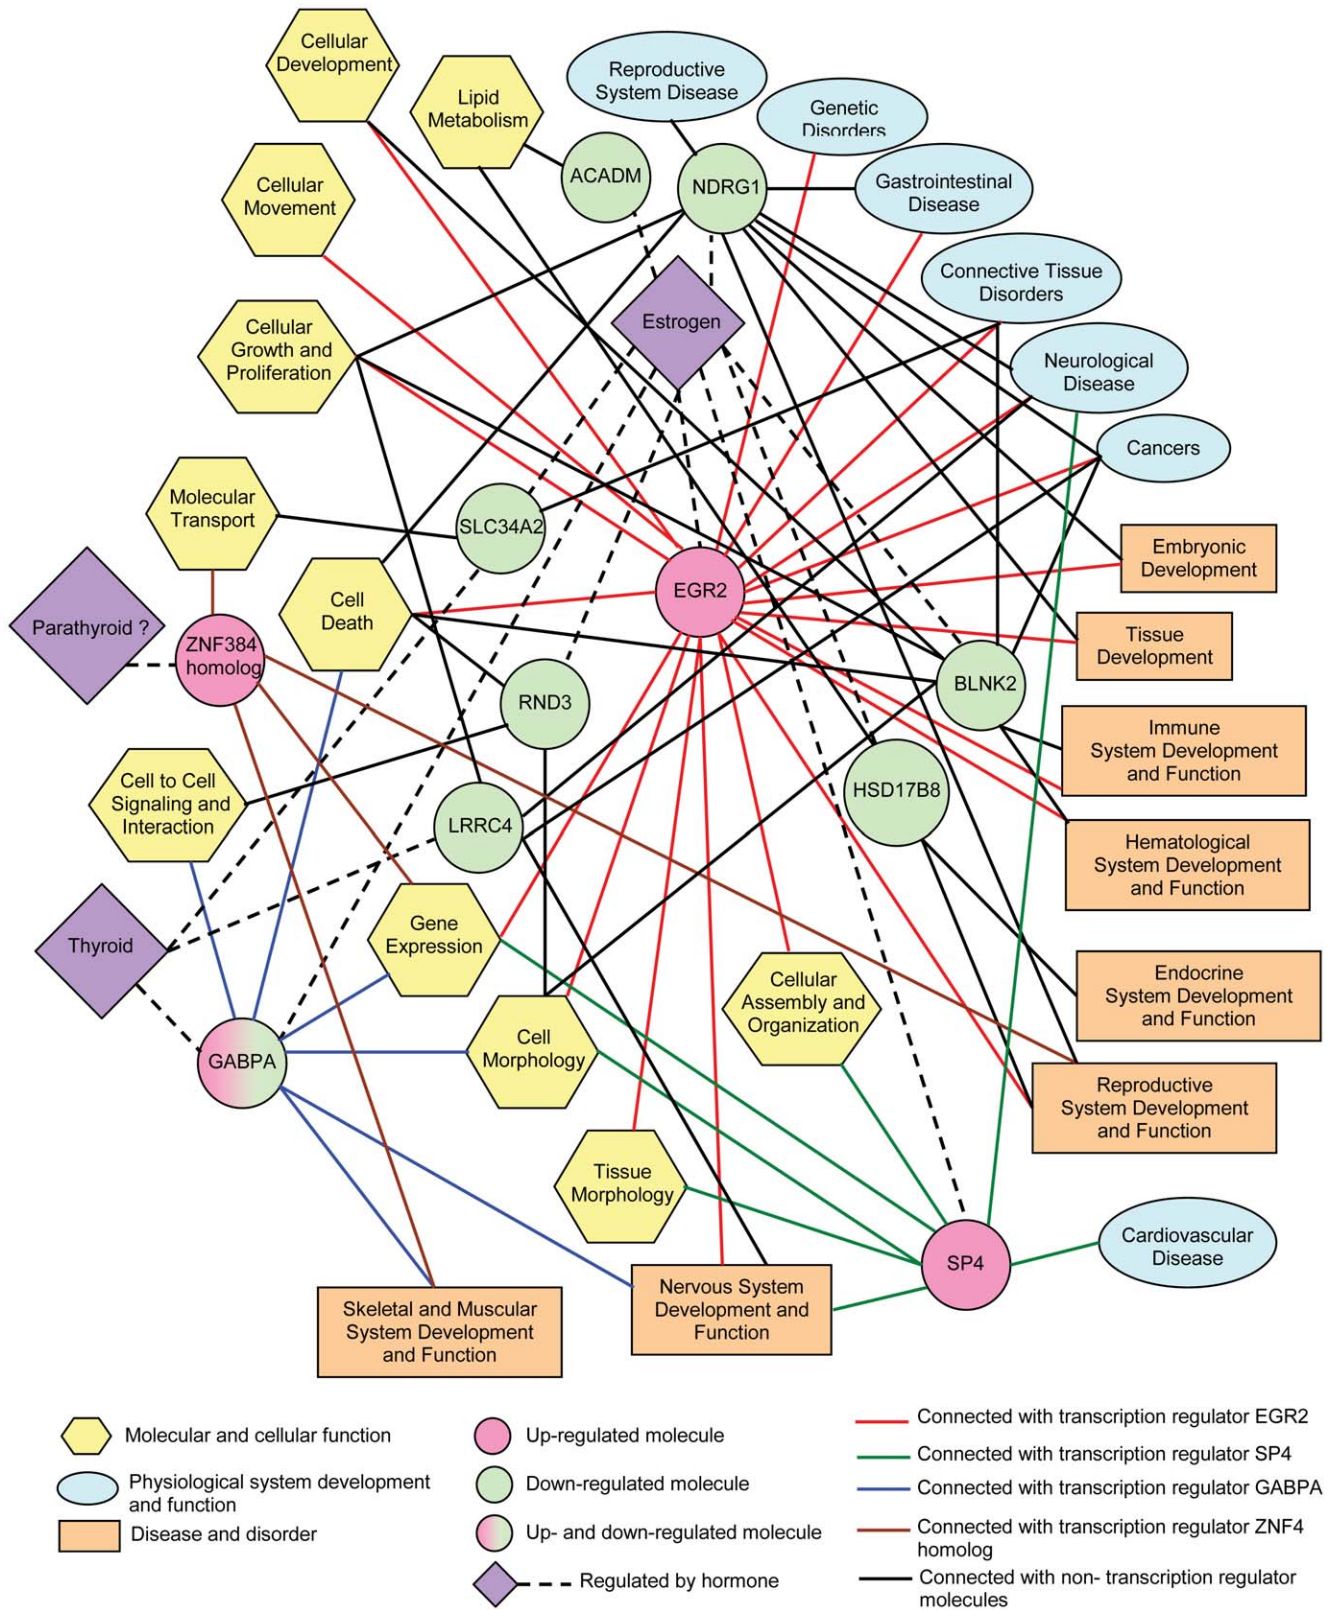 Cellular
Development
Lipid
Metabolism
Reproductive
System Disease
Genetic
Disorders
ACADM
NDRG1
Gastrointestinal
Disease
Cellular
Movement
Connective Tissue
Disorders
Estrogen
Cellular
Growth and
Proliferation
Neurological
Disease
Cancers
Molecular
Transport
SLC34A2
Embryonic
Development
EGR2
Cell
Death
Parathyroid ?
ZNF384
homolog
Tissue
Development
BLNK2
RND3
Immune
System Development
and Function
Cell to Cell
Signaling and
Interaction
HSD17B8
LRRC4
Hematological
System Development
and Function
Thyroid
Gene
Expression
Cellular
Assembly and
Organization
Endocrine
System Development
and Function
Cell
Morphology
GABPA
Reproductive
System Development
and Function
Tissue
Morphology
SP4
Cardiovascular
Disease
Skeletal and Muscular
System Development
and Function
Nervous System
Development and
Function
Molecular and cellular function
Physiological system development
and function
Disease and disorder
Up-regulated molecule
Down-regulated molecule
Up- and down-regulated molecule
Regulated by hormone
Connected with transcription regulator EGR2
Connected with transcription regulator SP4
Connected with transcription regulator GABPA
Connected with transcription regulator ZNF4
homolog
Connected with non- transcription regulator
molecules